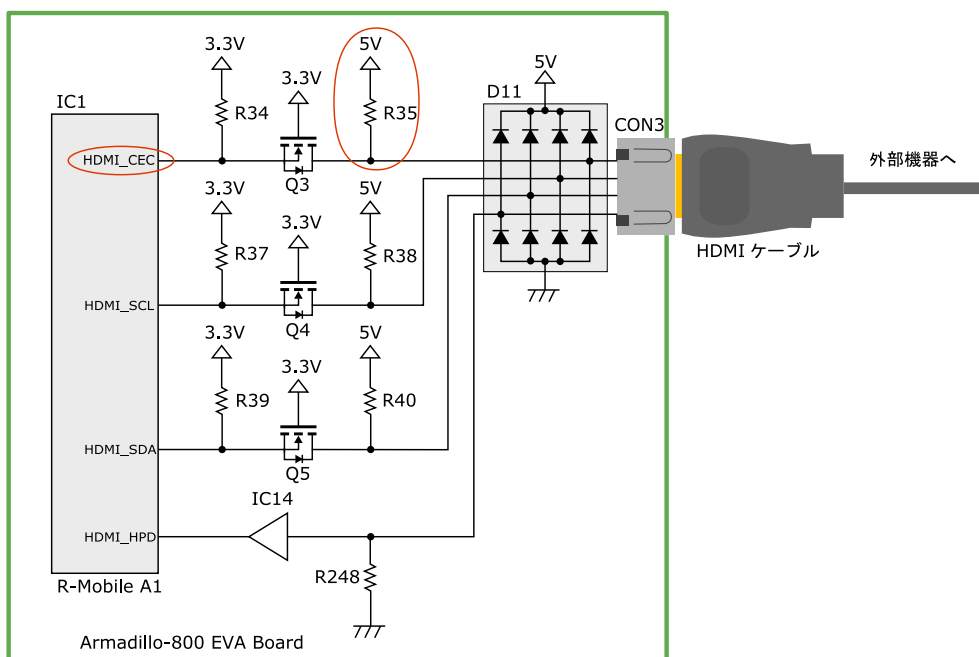 3.3V
5V
3.3V
R34
R35
5V
D11
IC1
CON3
HDMI_CEC
Q3
外部機器へ
HDMI ケーブル
3.3V
5V
3.3V
R37
R38
HDMI_SCL
Q4
3.3V
5V
3.3V
R39
R40
HDMI_SDA
Q5
IC14
HDMI_HPD
R248
R-Mobile A1
Armadillo-800 EVA Board